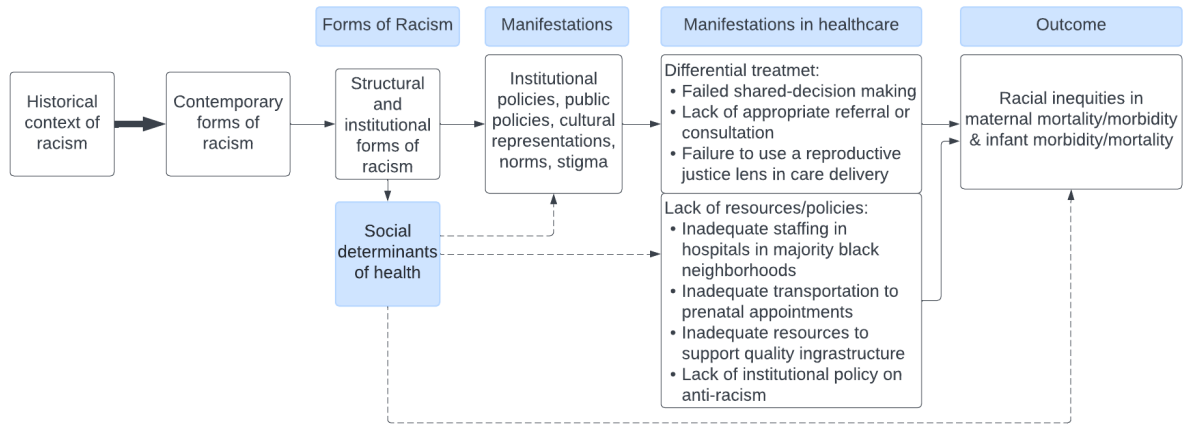 Forms of Racism
Manifestations
Manifestations in healthcare
Outcome
Historical
context of
racism
Contemporary
forms of
racism
Structural
and
institutional
forms of
racism
Social
determinants
of health
Institutional
policies, public
policies, cultural
representations,
norms, stigma
Differential treatmet:
• Failed shared-decision making
• Lack of appropriate referral or
consultation
• Failure to use a reproductive
justice lens in care delivery
Lack of resources/policies:
• Inadequate staffing in
hospitals in majority black
neighborhoods
• Inadequate transportation to
prenatal appointments
• Inadequate resources to
support quality ingrastructure
• Lack of institutional policy on
anti-racism
Racial inequities in
maternal mortality/morbidity
& infant morbidity/mortality